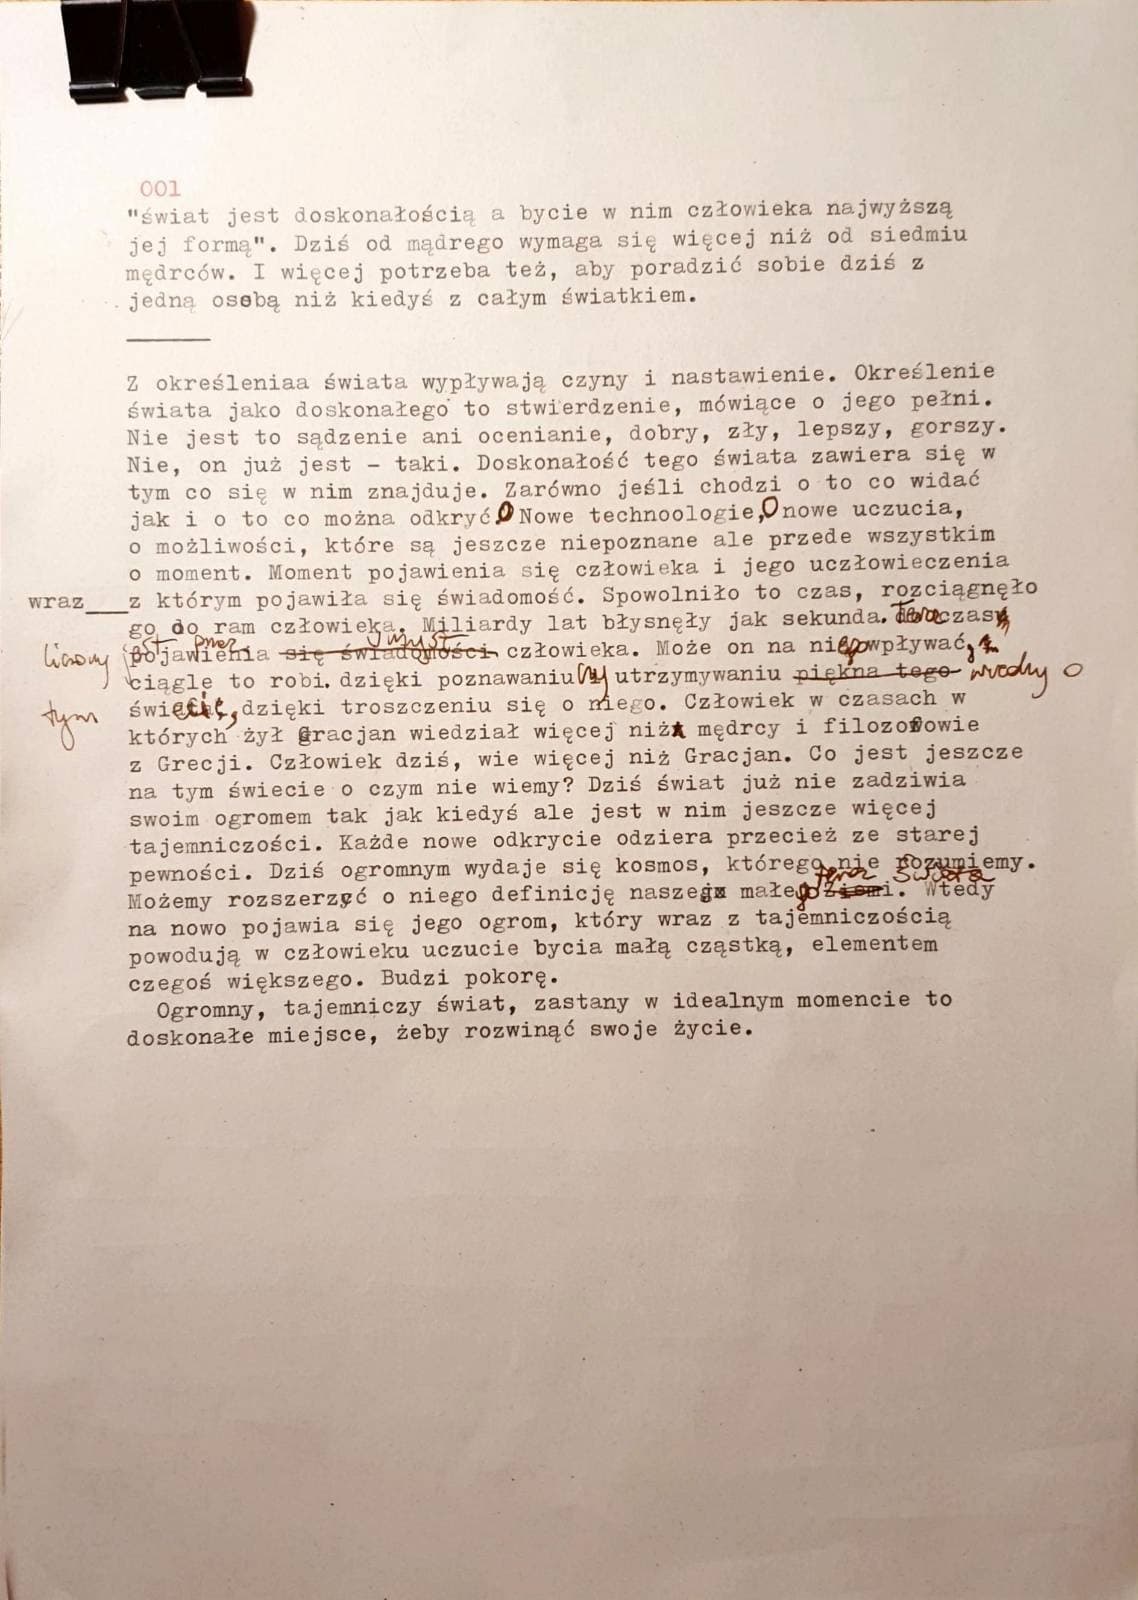 001
"świat jest doskonałością a bycie w nim człowieka najwyższą
jej formą". Dziś od mądrego wymaga się więcej niż od siedmiu
mędrców. I więcej potrzeba też, aby poradzić sobie dziś z
jedną osobą niż kiedyś z całym światkiem.
Z określeniaa świata wypływają czyny i nastawienie. Określenie
świata jako doskonałego to stwierdzenie, mówiące o jego pełni.
Nie jest to sądzenie ani ocenianie, dobry, zły, lepszy, gorszy.
Nie, on już jest - taki. Doskonałość tego świata zawiera się w
tym co się w nim znajduje. Zarówno jeśli chodzi o to co widać
jak i o to co można odkryć. O Nowe technoologie, O nowe uczucia,
o możliwości, które są jeszcze niepoznane ale przede wszystkim
o moment. Moment pojawienia się człowieka i jego uczłowieczenia
wraz___z którym pojawiła się świadomość. Spowolniło to czas, rozciągnęło
go do ram człowieka. Miliardy lat błysnęły jak sekunda. Teraz czas
liczony jest przez umysł
pojawienia się świadomości człowieka. Może on na niego wpływać,
ciągle to robi. dzięki poznawaniu czy utrzymywaniu piękna tego wiedzy o
tym świecie, dzięki troszczeniu się o niego. Człowiek w czasach w
których żył Gracjan wiedział więcej niż mędrcy i filozofowie
z Grecji. Człowiek dziś, wie więcej niż Gracjan. Co jest jeszcze
na tym świecie o czym nie wiemy? Dziś świat już nie zadziwia
swoim ogromem tak jak kiedyś ale jest w nim jeszcze więcej
tajemniczości. Każde nowe odkrycie odziera przecież ze starej
pewności. Dziś ogromnym wydaje się kosmos, którego nie rozumiemy.
teraz świata
Możemy rozszerzyć o niego definicję naszego małego Ziemi. Wtedy
na nowo pojawia się jego ogrom, który wraz z tajemniczością
powodują w człowieku uczucie bycia małą cząstką, elementem
czegoś większego. Budzi pokorę.
Ogromny, tajemniczy świat, zastany w idealnym momencie to
doskonałe miejsce, żeby rozwinąć swoje życie.